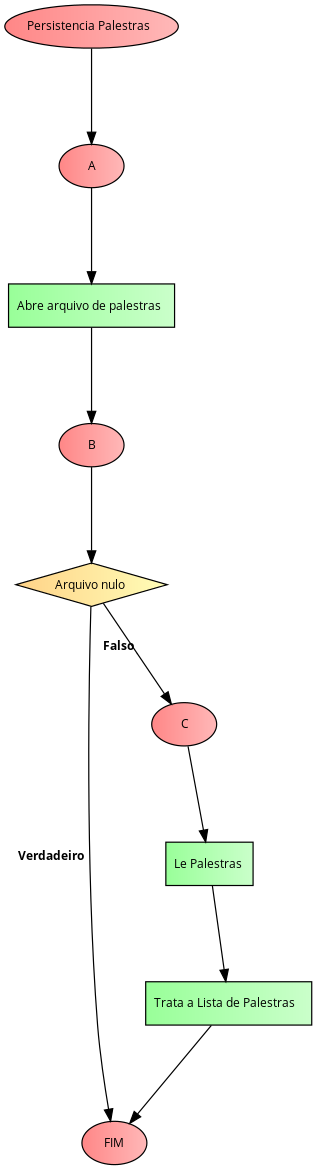 Persistencia Palestras
A
Abre arquivo de palestras
B
Arquivo nulo
Falso
C
Verdadeiro
Le Palestras
Trata a Lista de Palestras
FIM